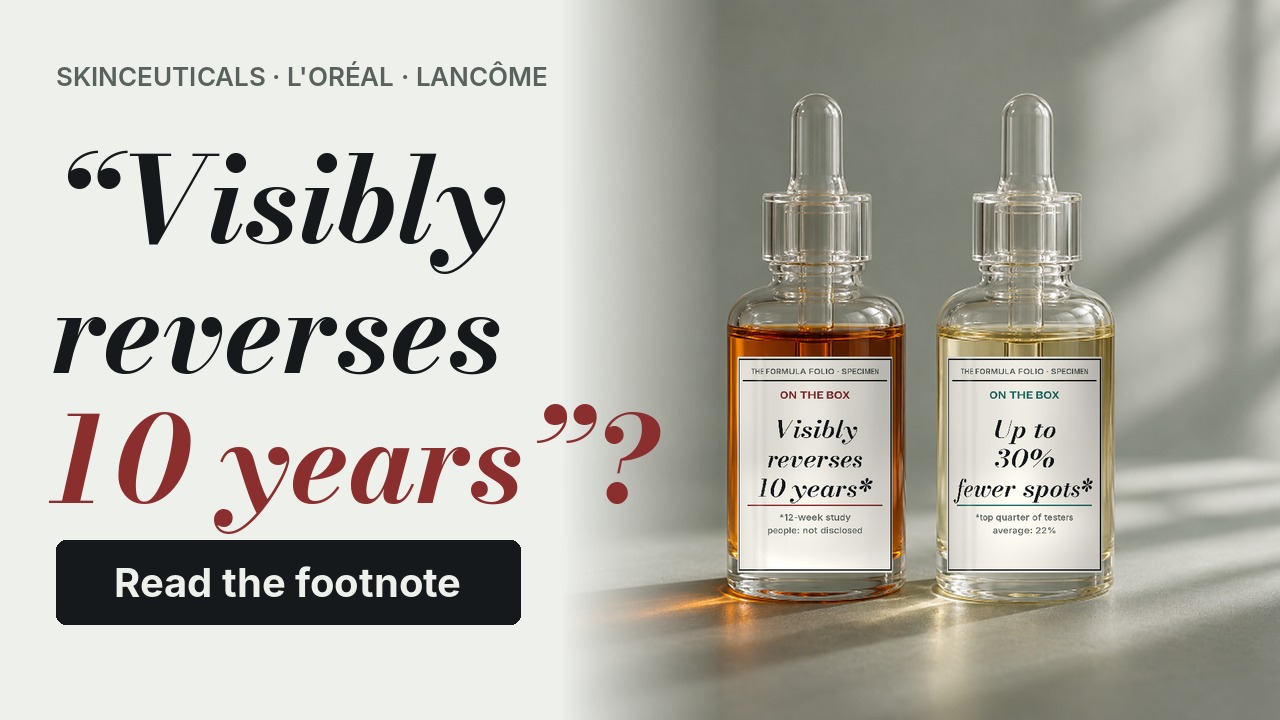 SKINCEUTICALS · L'ORÉAL · LANCÔME
“Visibly
reverses
10 years”?
Read the footnote
THE FORMULA FOLIO · SPECIMEN
ON THE BOX
Visibly
reverses
10 years*
*12-week study
people: not disclosed
THE FORMULA FOLIO · SPECIMEN
ON THE BOX
Up to
30%
fewer spots*
*top quarter of testers
average: 22%